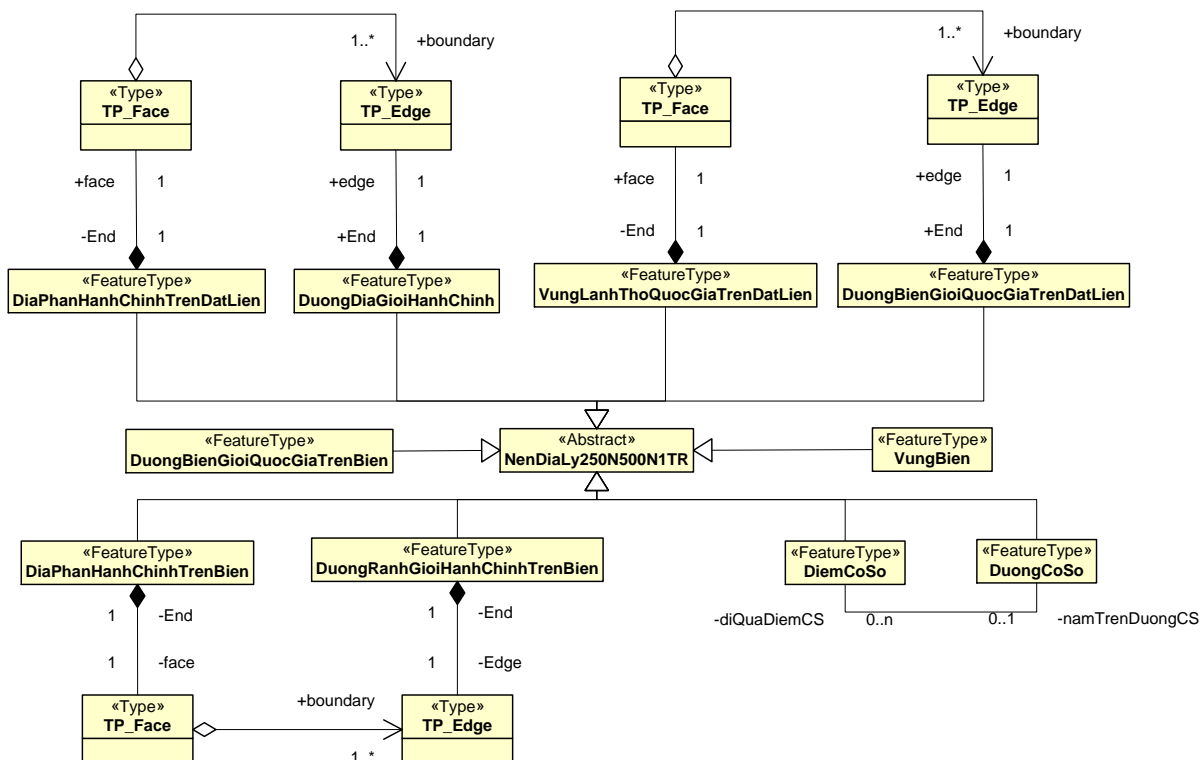 1..* +boundary
1..* +boundary
«Type»
TP_Face
«Type»
TP_Edge
«Type»
TP_Face
«Type»
TP_Edge
+face 1
+edge 1
+face 1
+edge 1
-End 1
+End 1
-End 1
+End 1
«FeatureType»
DiaPhanHanhChinhTrenDatLien
«FeatureType»
DuongDiaGioiHanhChinh
«FeatureType»
VungLanhThoQuocGiaTrenDatLien
«FeatureType»
DuongBienGioiQuocGiaTrenDatLien
«FeatureType»
DuongBienGioiQuocGiaTrenBien
«Abstract»
NenDiaLy250N500N1TR
«FeatureType»
VungBien
«FeatureType»
DiaPhanHanhChinhTrenBien
«FeatureType»
DuongRanhGioiHanhChinhTrenBien
«FeatureType»
DiemCoSo
«FeatureType»
DuongCoSo
1 -End
1 -End
-diQuaDiemCS 0..n 0..1 -namTrenDuongCS
1 -face
1 -Edge
«Type»
TP_Face
+boundary
1..*
«Type»
TP_Edge